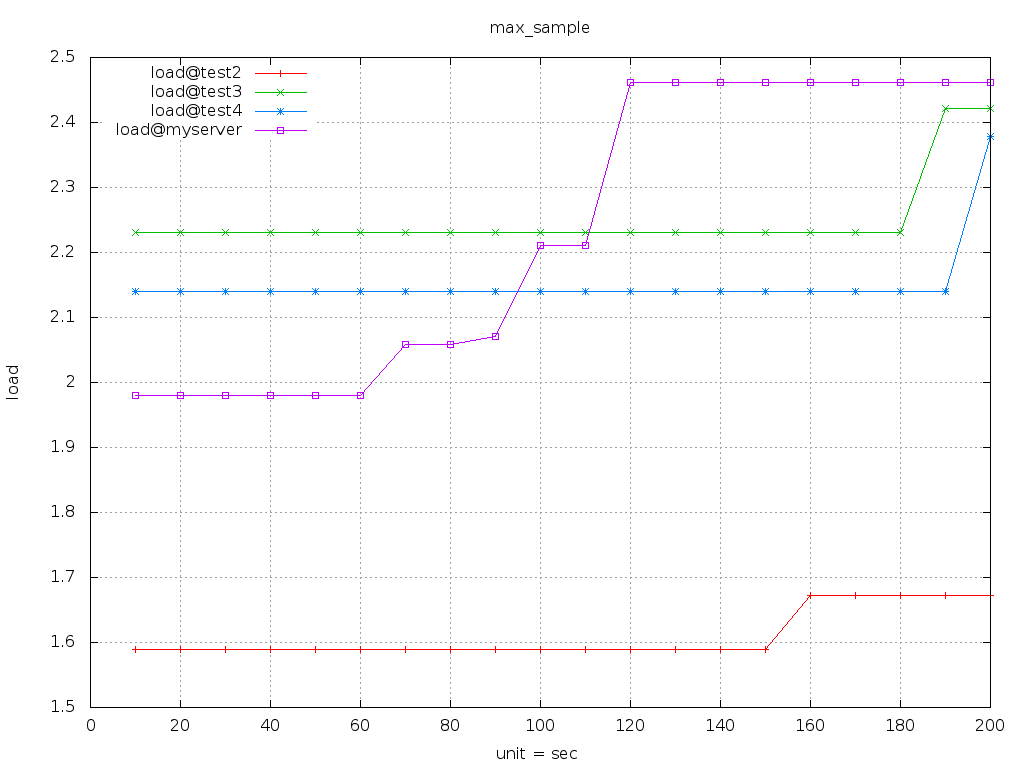 max_sample
load@test2
load@test3
load@test4
load@myserver
load
2.5
2.4
2.3
2.2
2.1
2
1.9
1.8
1.7
1.6
1.5
0 20 40 60 80 100 120 140 160 180 200
unit = sec